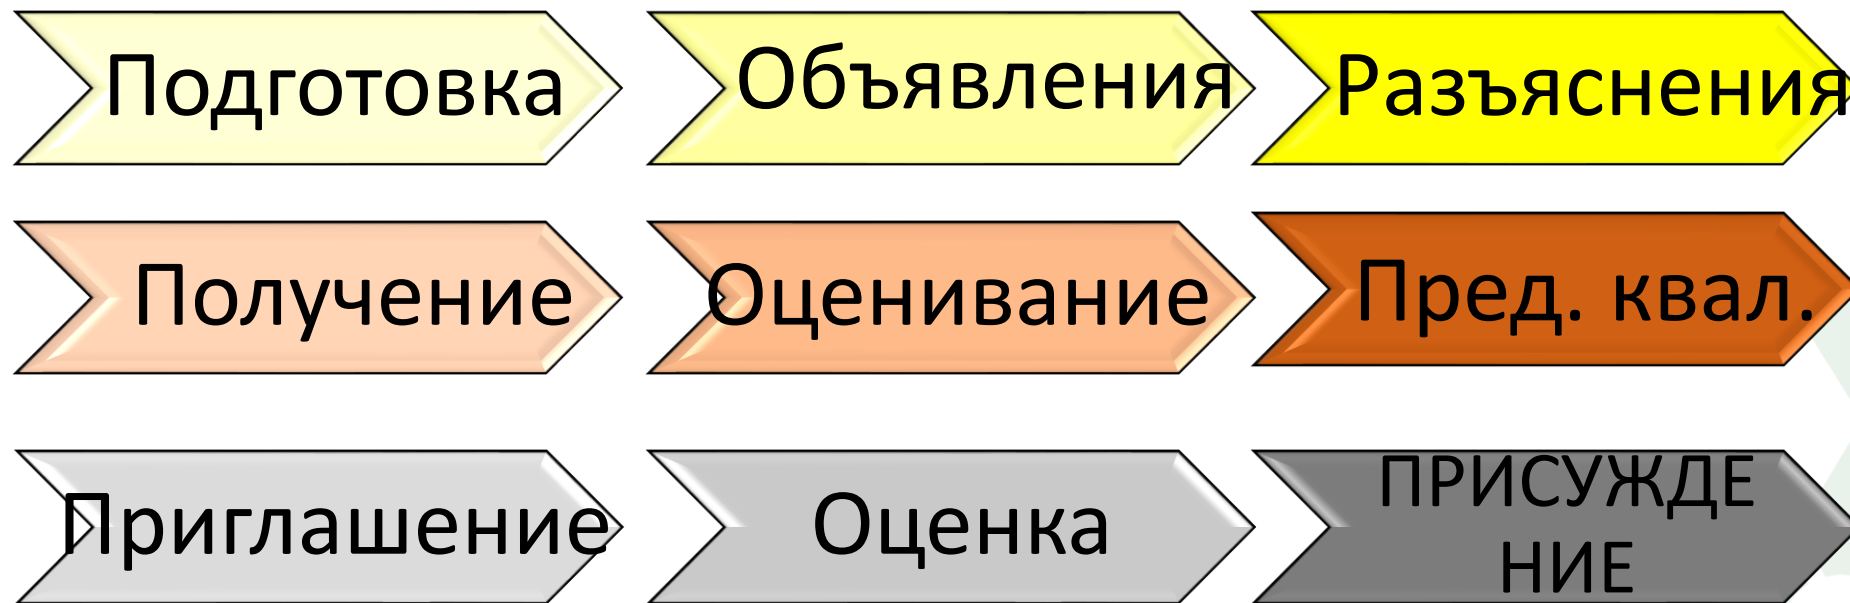 Подготовка
Объявления
Разъяснения
Получение
Оценивание
Пред. квал.
Приглашение
Оценка
ПРИСУЖДЕ
НИЕ